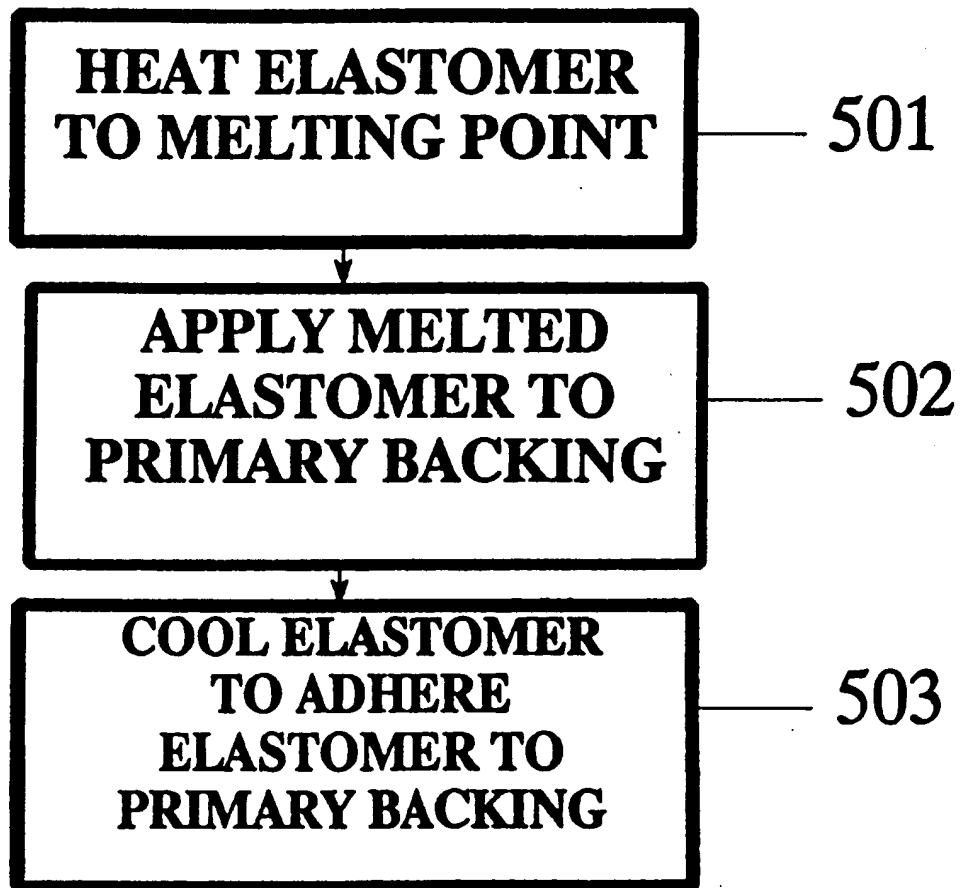 HEAT ELASTOMER
TO MELTING POINT
501
APPLY MELTED
ELASTOMER TO
PRIMARY BACKING
502
COOL ELASTOMER
TO ADHERE
ELASTOMER TO
PRIMARY BACKING
503